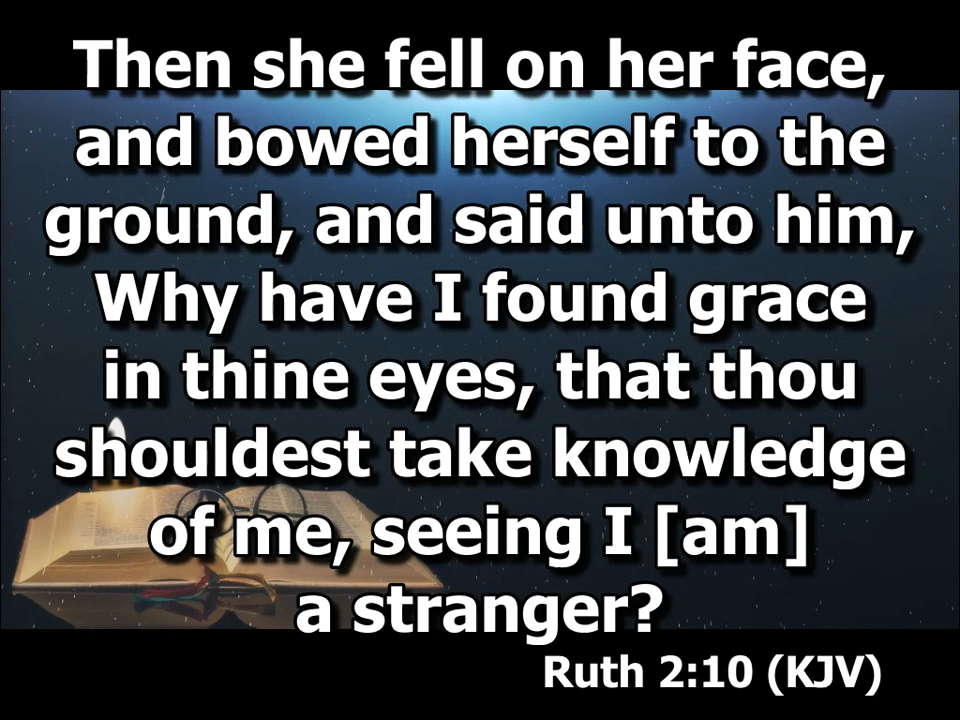 Then she fell on her face,
and bowed herself to the
ground, and said unto him,
Why have I found grace
in thine eyes, that thou
shouldest take knowledge
of me, seeing I [am]
a stranger?
Ruth 2:10 (KJV)